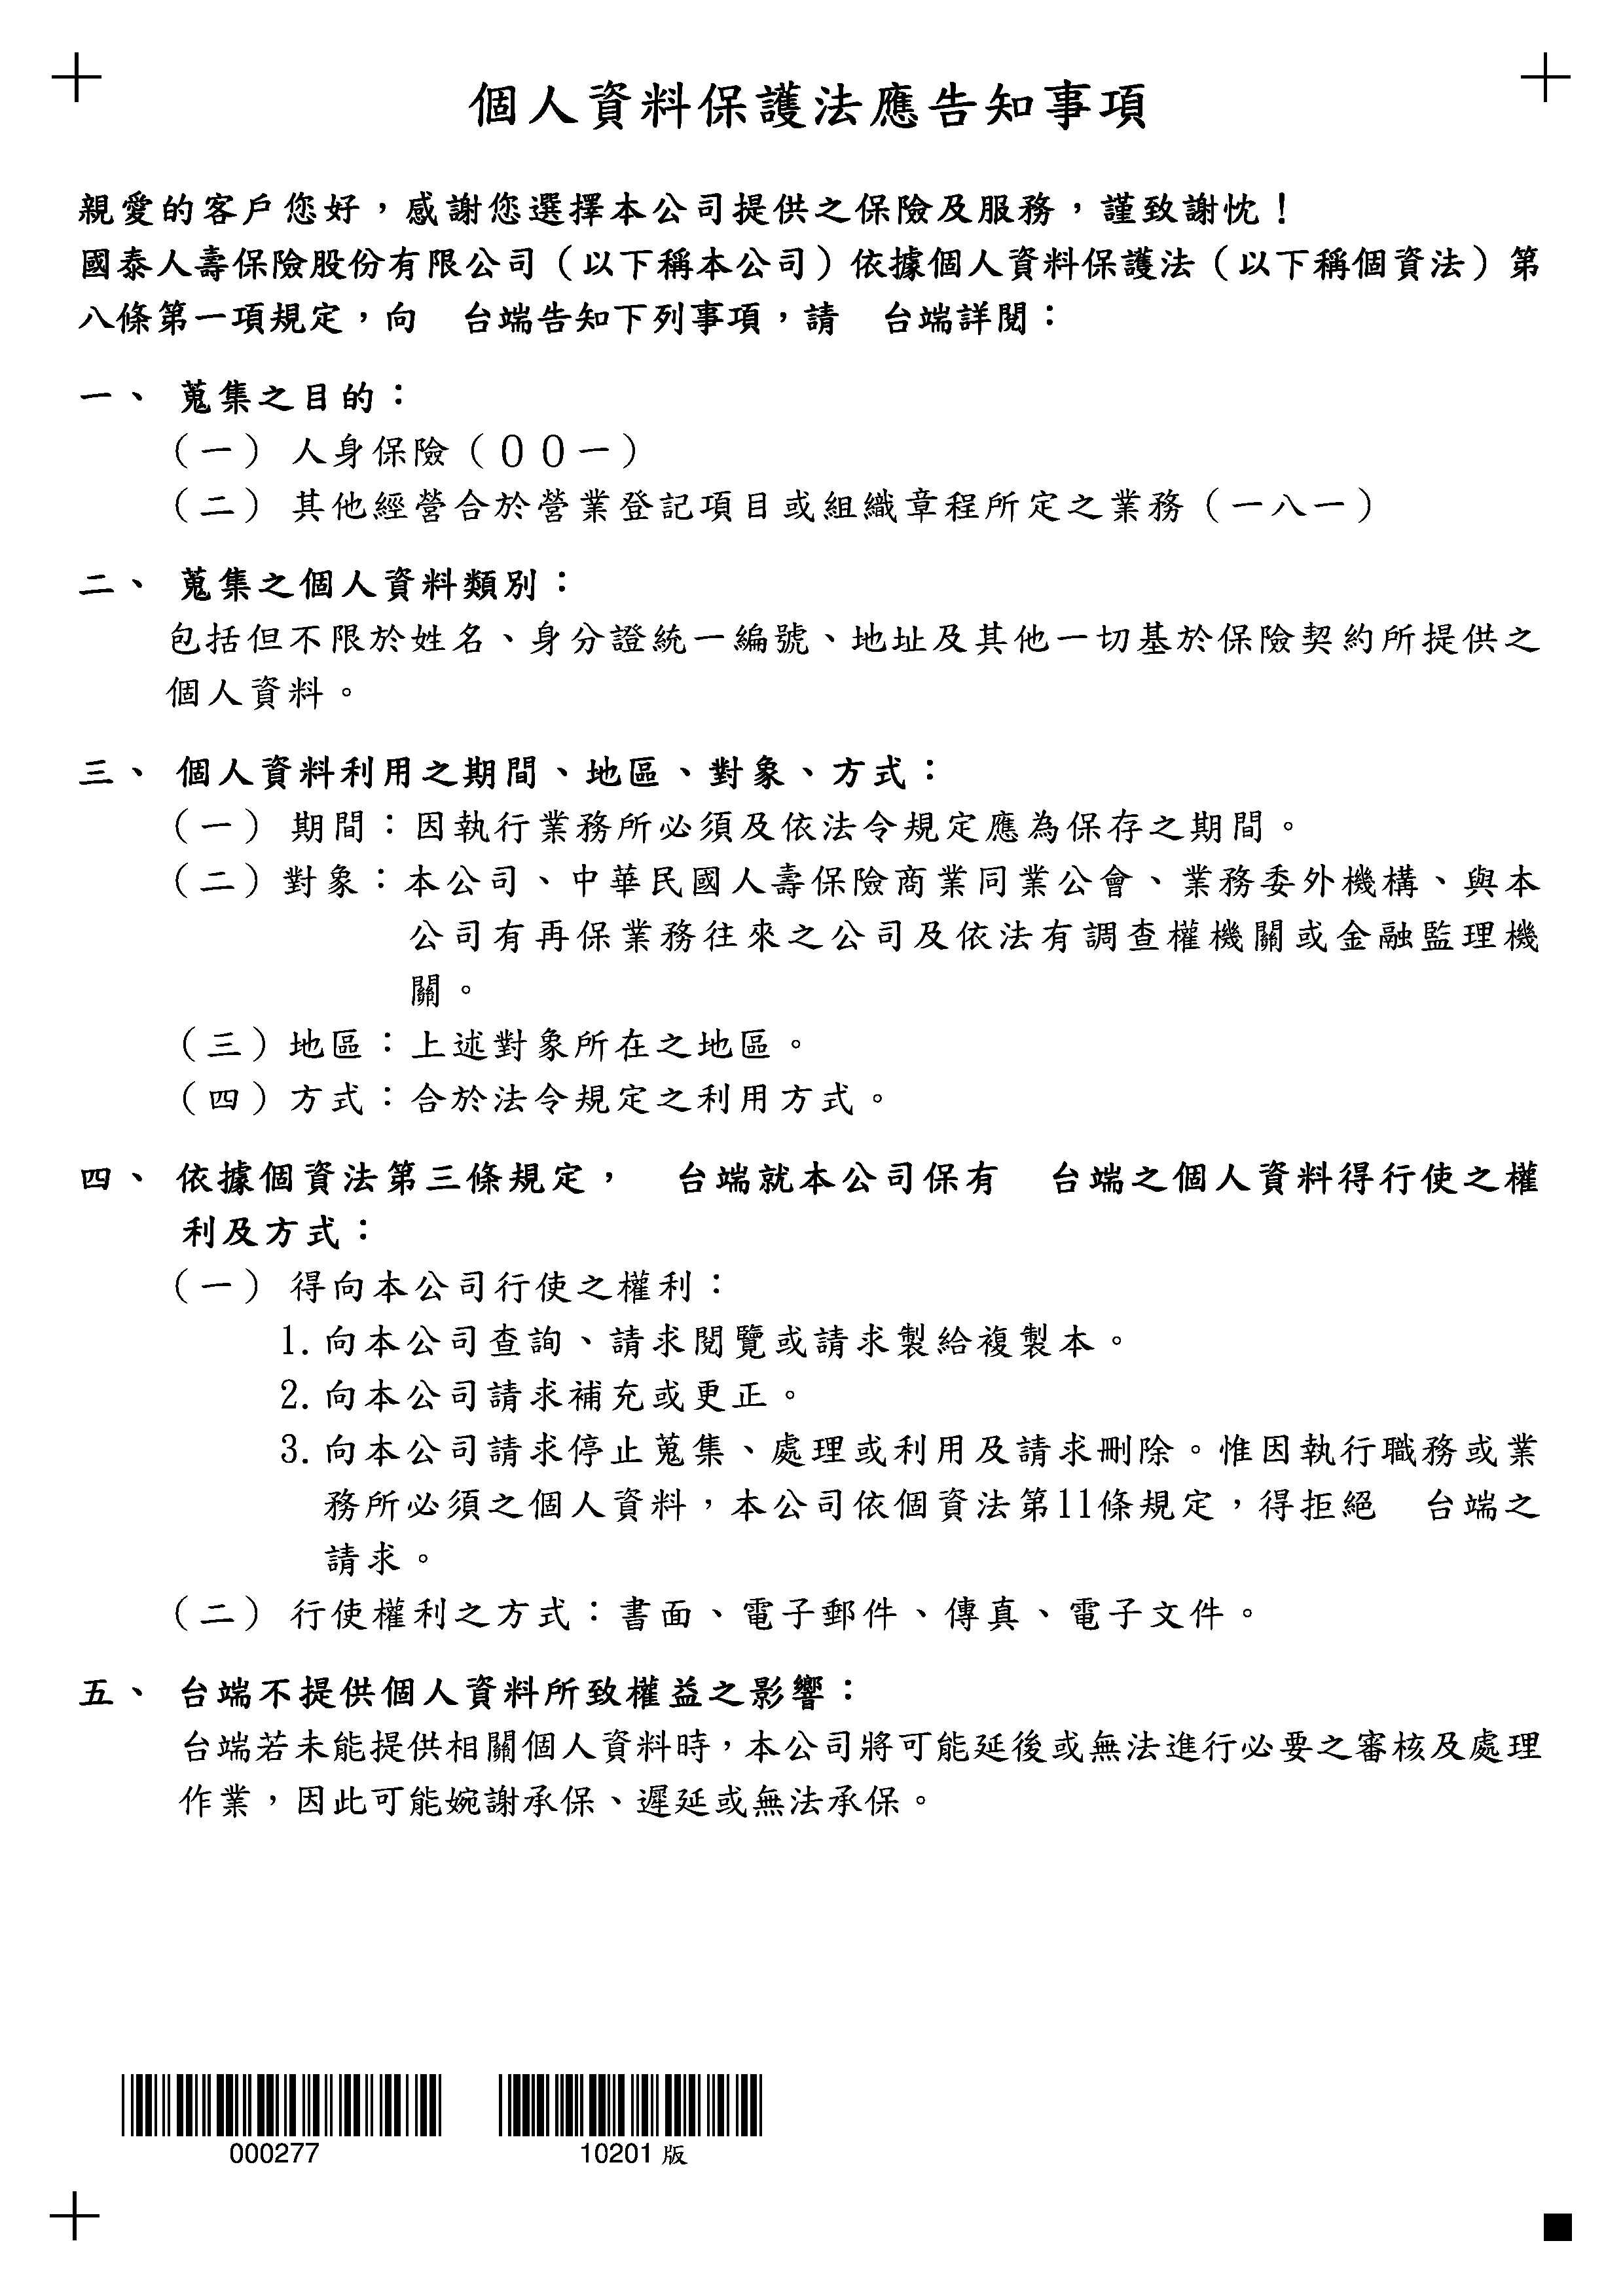 個人資料保護法應告知事項
親愛的客戶您好，感謝您選擇本公司提供之保險及服務，謹致謝忱！
國泰人壽保險股份有限公司（以下稱本公司）依據個人資料保護法（以下稱個資法）第
八條第一項規定，向　台端告知下列事項，請　台端詳閱：
一、 蒐集之目的：
（一） 人身保險（００一）
（二） 其他經營合於營業登記項目或組織章程所定之業務（一八一）
二、 蒐集之個人資料類別：
包括但不限於姓名、身分證統一編號、地址及其他一切基於保險契約所提供之
個人資料。
三、 個人資料利用之期間、地區、對象、方式：
（一） 期間：因執行業務所必須及依法令規定應為保存之期間。
（二）對象：本公司、中華民國人壽保險商業同業公會、業務委外機構、與本
公司有再保業務往來之公司及依法有調查權機關或金融監理機
關。
（三）地區：上述對象所在之地區。
（四）方式：合於法令規定之利用方式。
四、 依據個資法第三條規定，　台端就本公司保有　台端之個人資料得行使之權
利及方式：
（一） 得向本公司行使之權利：
1. 向本公司查詢、請求閱覽或請求製給複製本。
2. 向本公司請求補充或更正。
3. 向本公司請求停止蒐集、處理或利用及請求刪除。惟因執行職務或業
務所必須之個人資料，本公司依個資法第11條規定，得拒絕　台端之
請求。
（二） 行使權利之方式：書面、電子郵件、傳真、電子文件。
五、 台端不提供個人資料所致權益之影響：
台端若未能提供相關個人資料時，本公司將可能延後或無法進行必要之審核及處理
作業，因此可能婉謝承保、遲延或無法承保。
000277
10201 版